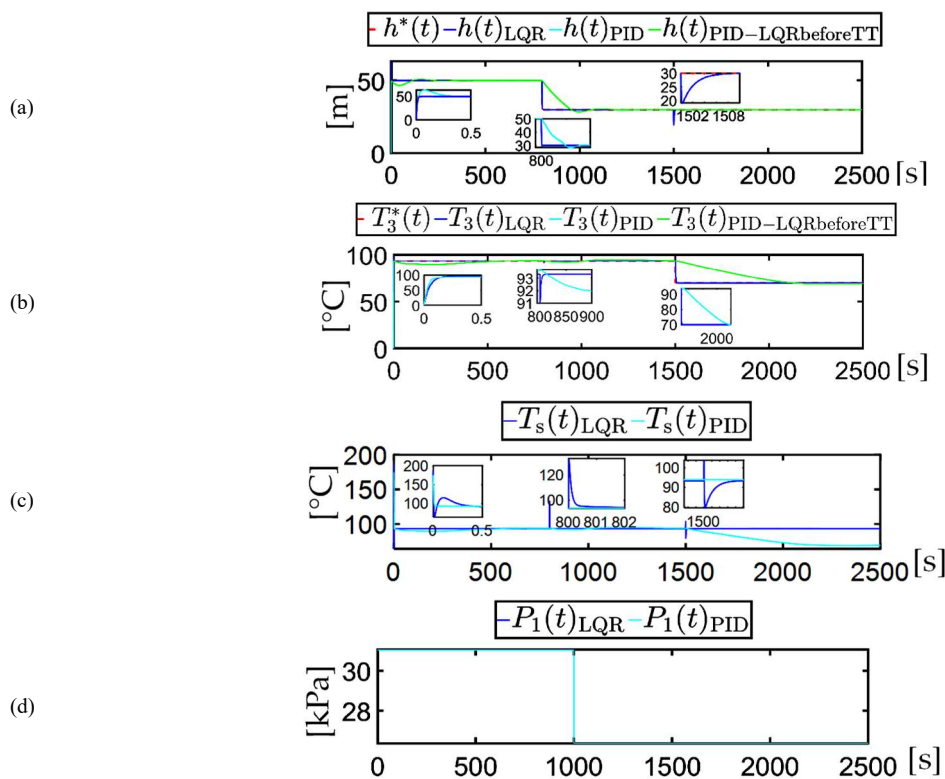 h*(t) h(t)LQR h(t)PID h(t)PID−LQRbeforeTT
(a)
[m]
50
0
50
0
0 0.5
50
40
30
800
30
25
20
1502 1508
0 500 1000 1500 2000 2500 [s]
T3*(t) T3(t)LQR T3(t)PID T3(t)PID−LQRbeforeTT
(b)
[°C]
100
50
0
100
50
0
0 0.5
93
92
91
800 850 900
90
80
70
2000
0 500 1000 1500 2000 2500 [s]
Ts(t)LQR Ts(t)PID
(c)
[°C]
200
150
100
200
150
100
0 0.5
120
100
800 801 802
100
90
80
1500
0 500 1000 1500 2000 2500 [s]
P1(t)LQR P1(t)PID
(d)
[kPa]
30
28
0 500 1000 1500 2000 2500 [s]